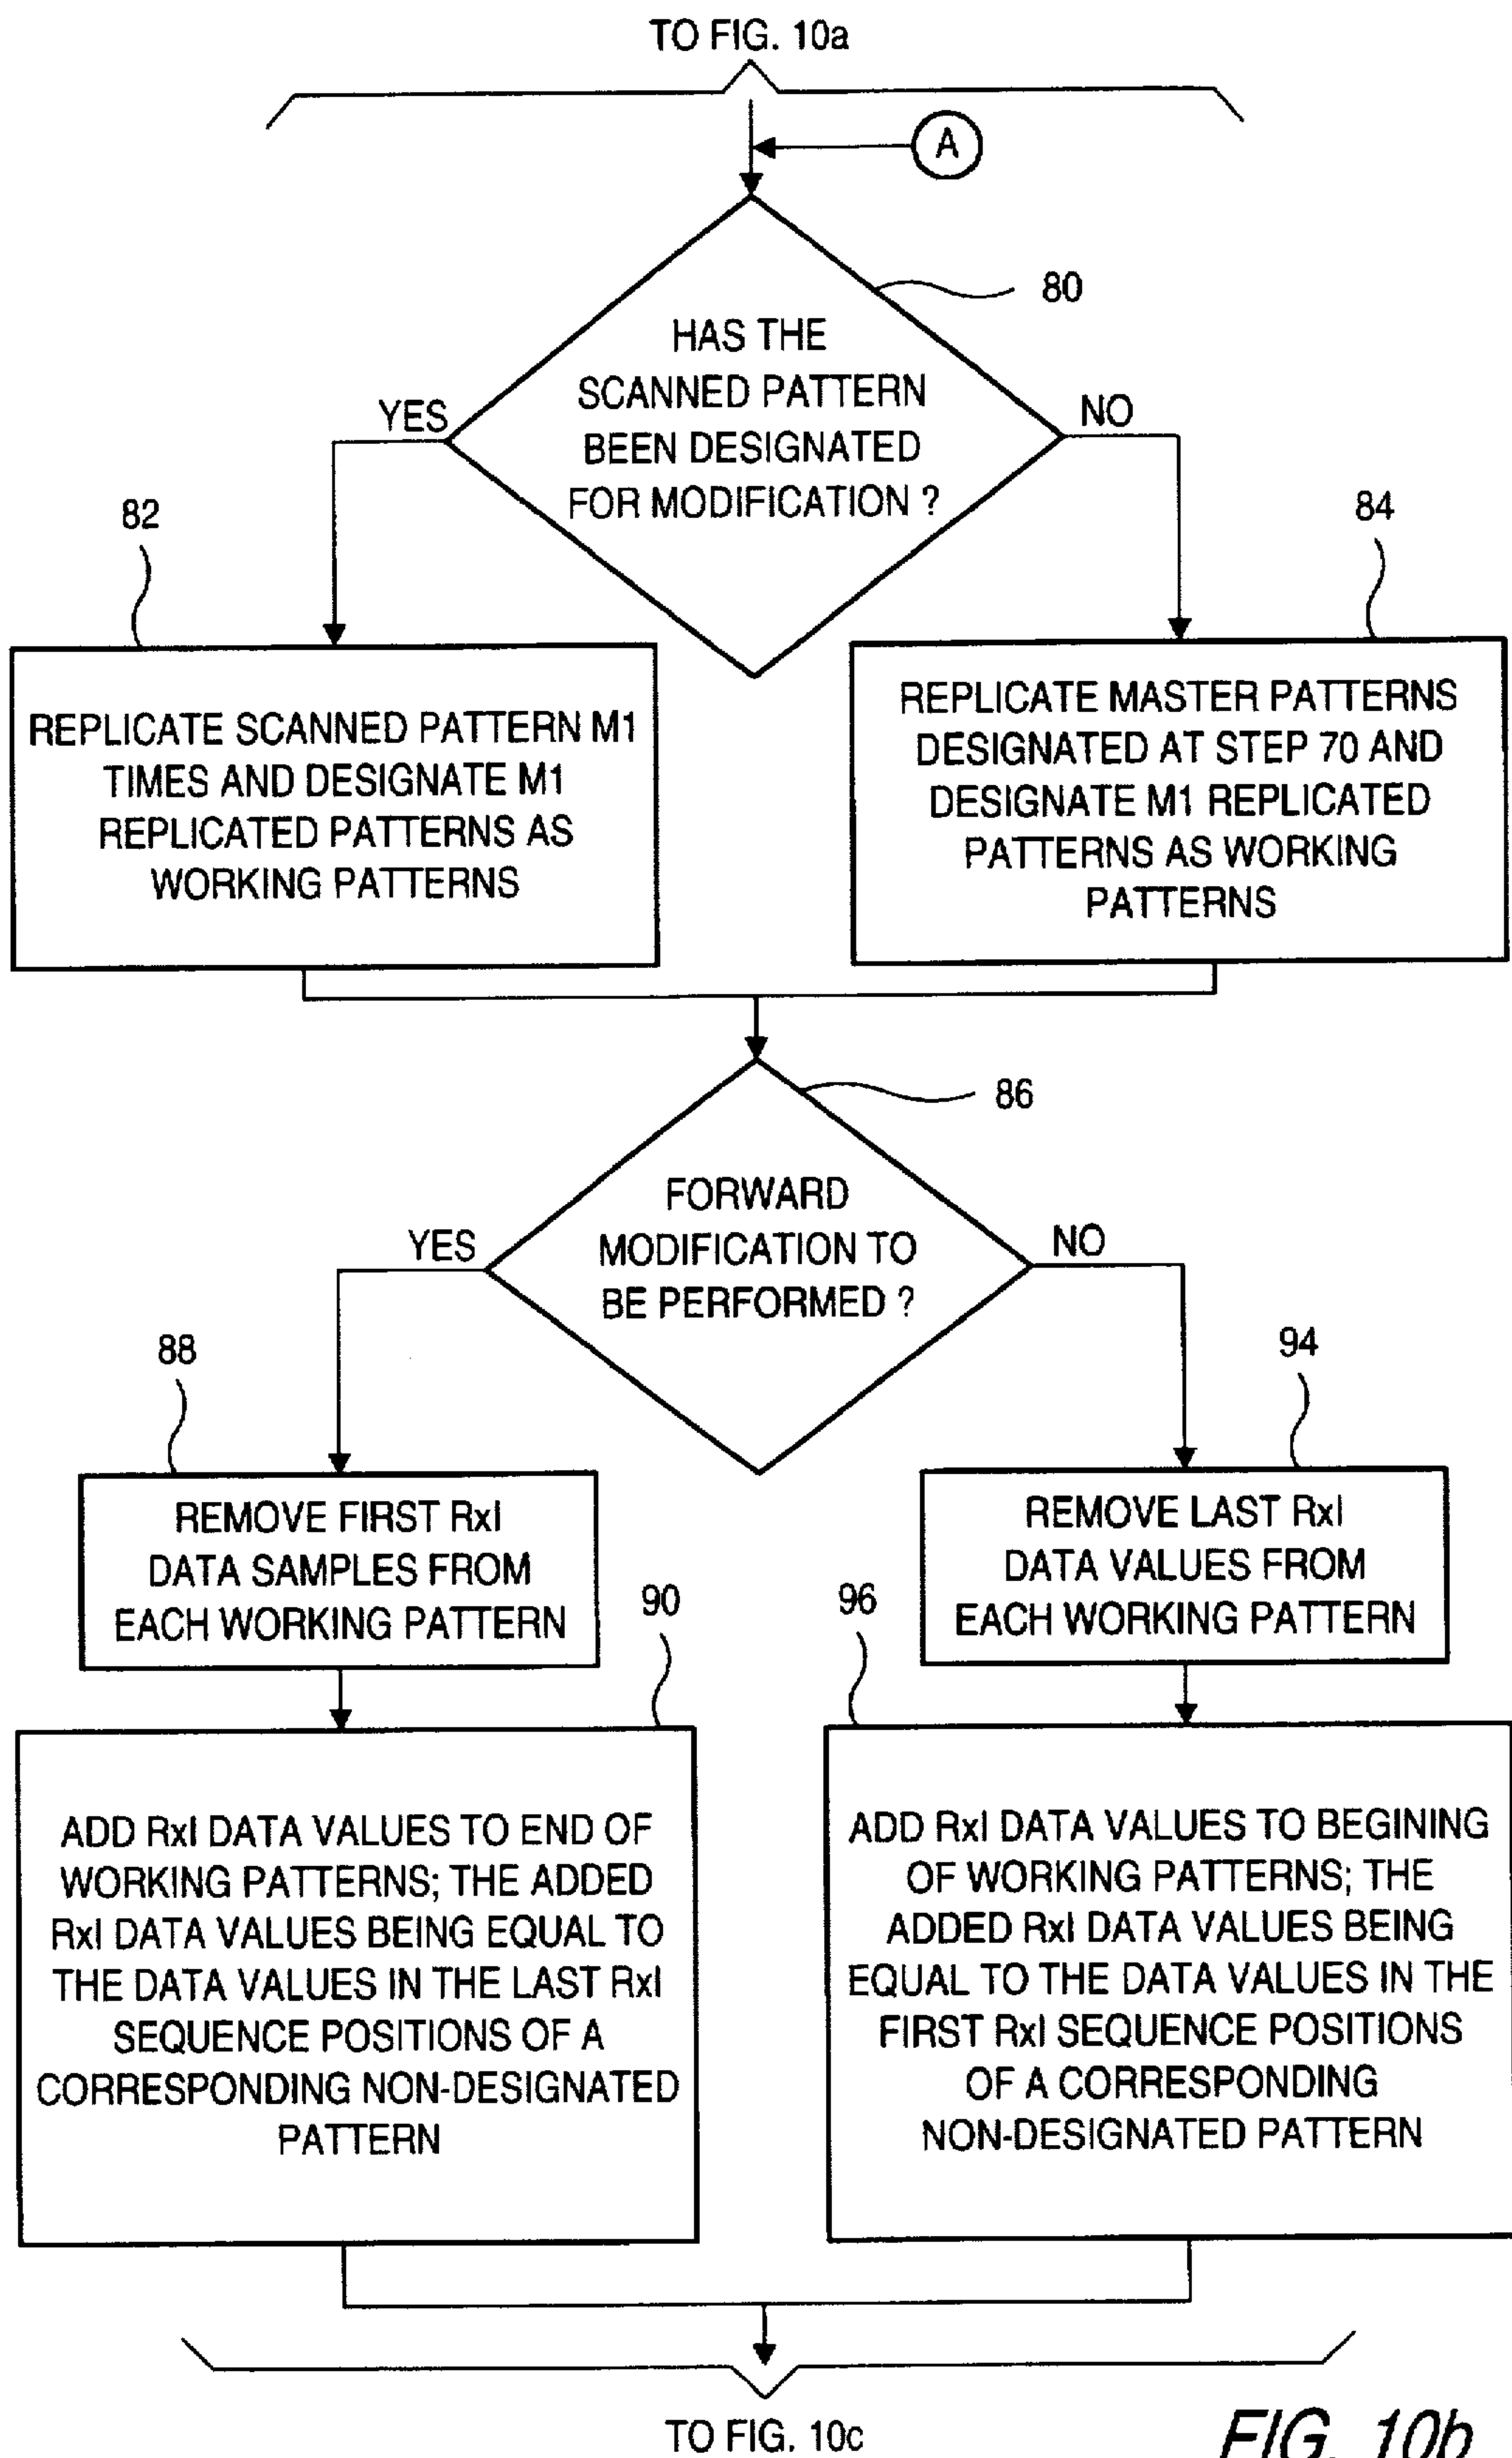 TO FIG. 10a
A
80
HAS THE
SCANNED PATTERN
BEEN DESIGNATED
FOR MODIFICATION ?
YES
NO
82
84
REPLICATE SCANNED PATTERN M1
TIMES AND DESIGNATE M1
REPLICATED PATTERNS AS
WORKING PATTERNS
REPLICATE MASTER PATTERNS
DESIGNATED AT STEP 70 AND
DESIGNATE M1 REPLICATED
PATTERNS AS WORKING
PATTERNS
86
FORWARD
MODIFICATION TO
BE PERFORMED ?
YES
NO
88
94
REMOVE FIRST RxI
DATA SAMPLES FROM
EACH WORKING PATTERN
REMOVE LAST RxI
DATA VALUES FROM
EACH WORKING PATTERN
90
96
ADD RxI DATA VALUES TO END OF
WORKING PATTERNS; THE ADDED
RxI DATA VALUES BEING EQUAL TO
THE DATA VALUES IN THE LAST RxI
SEQUENCE POSITIONS OF A
CORRESPONDING NON-DESIGNATED
PATTERN
ADD RxI DATA VALUES TO BEGINING
OF WORKING PATTERNS; THE
ADDED RxI DATA VALUES BEING
EQUAL TO THE DATA VALUES IN THE
FIRST RxI SEQUENCE POSITIONS
OF A CORRESPONDING
NON-DESIGNATED PATTERN
TO FIG. 10c
FIG. 10b